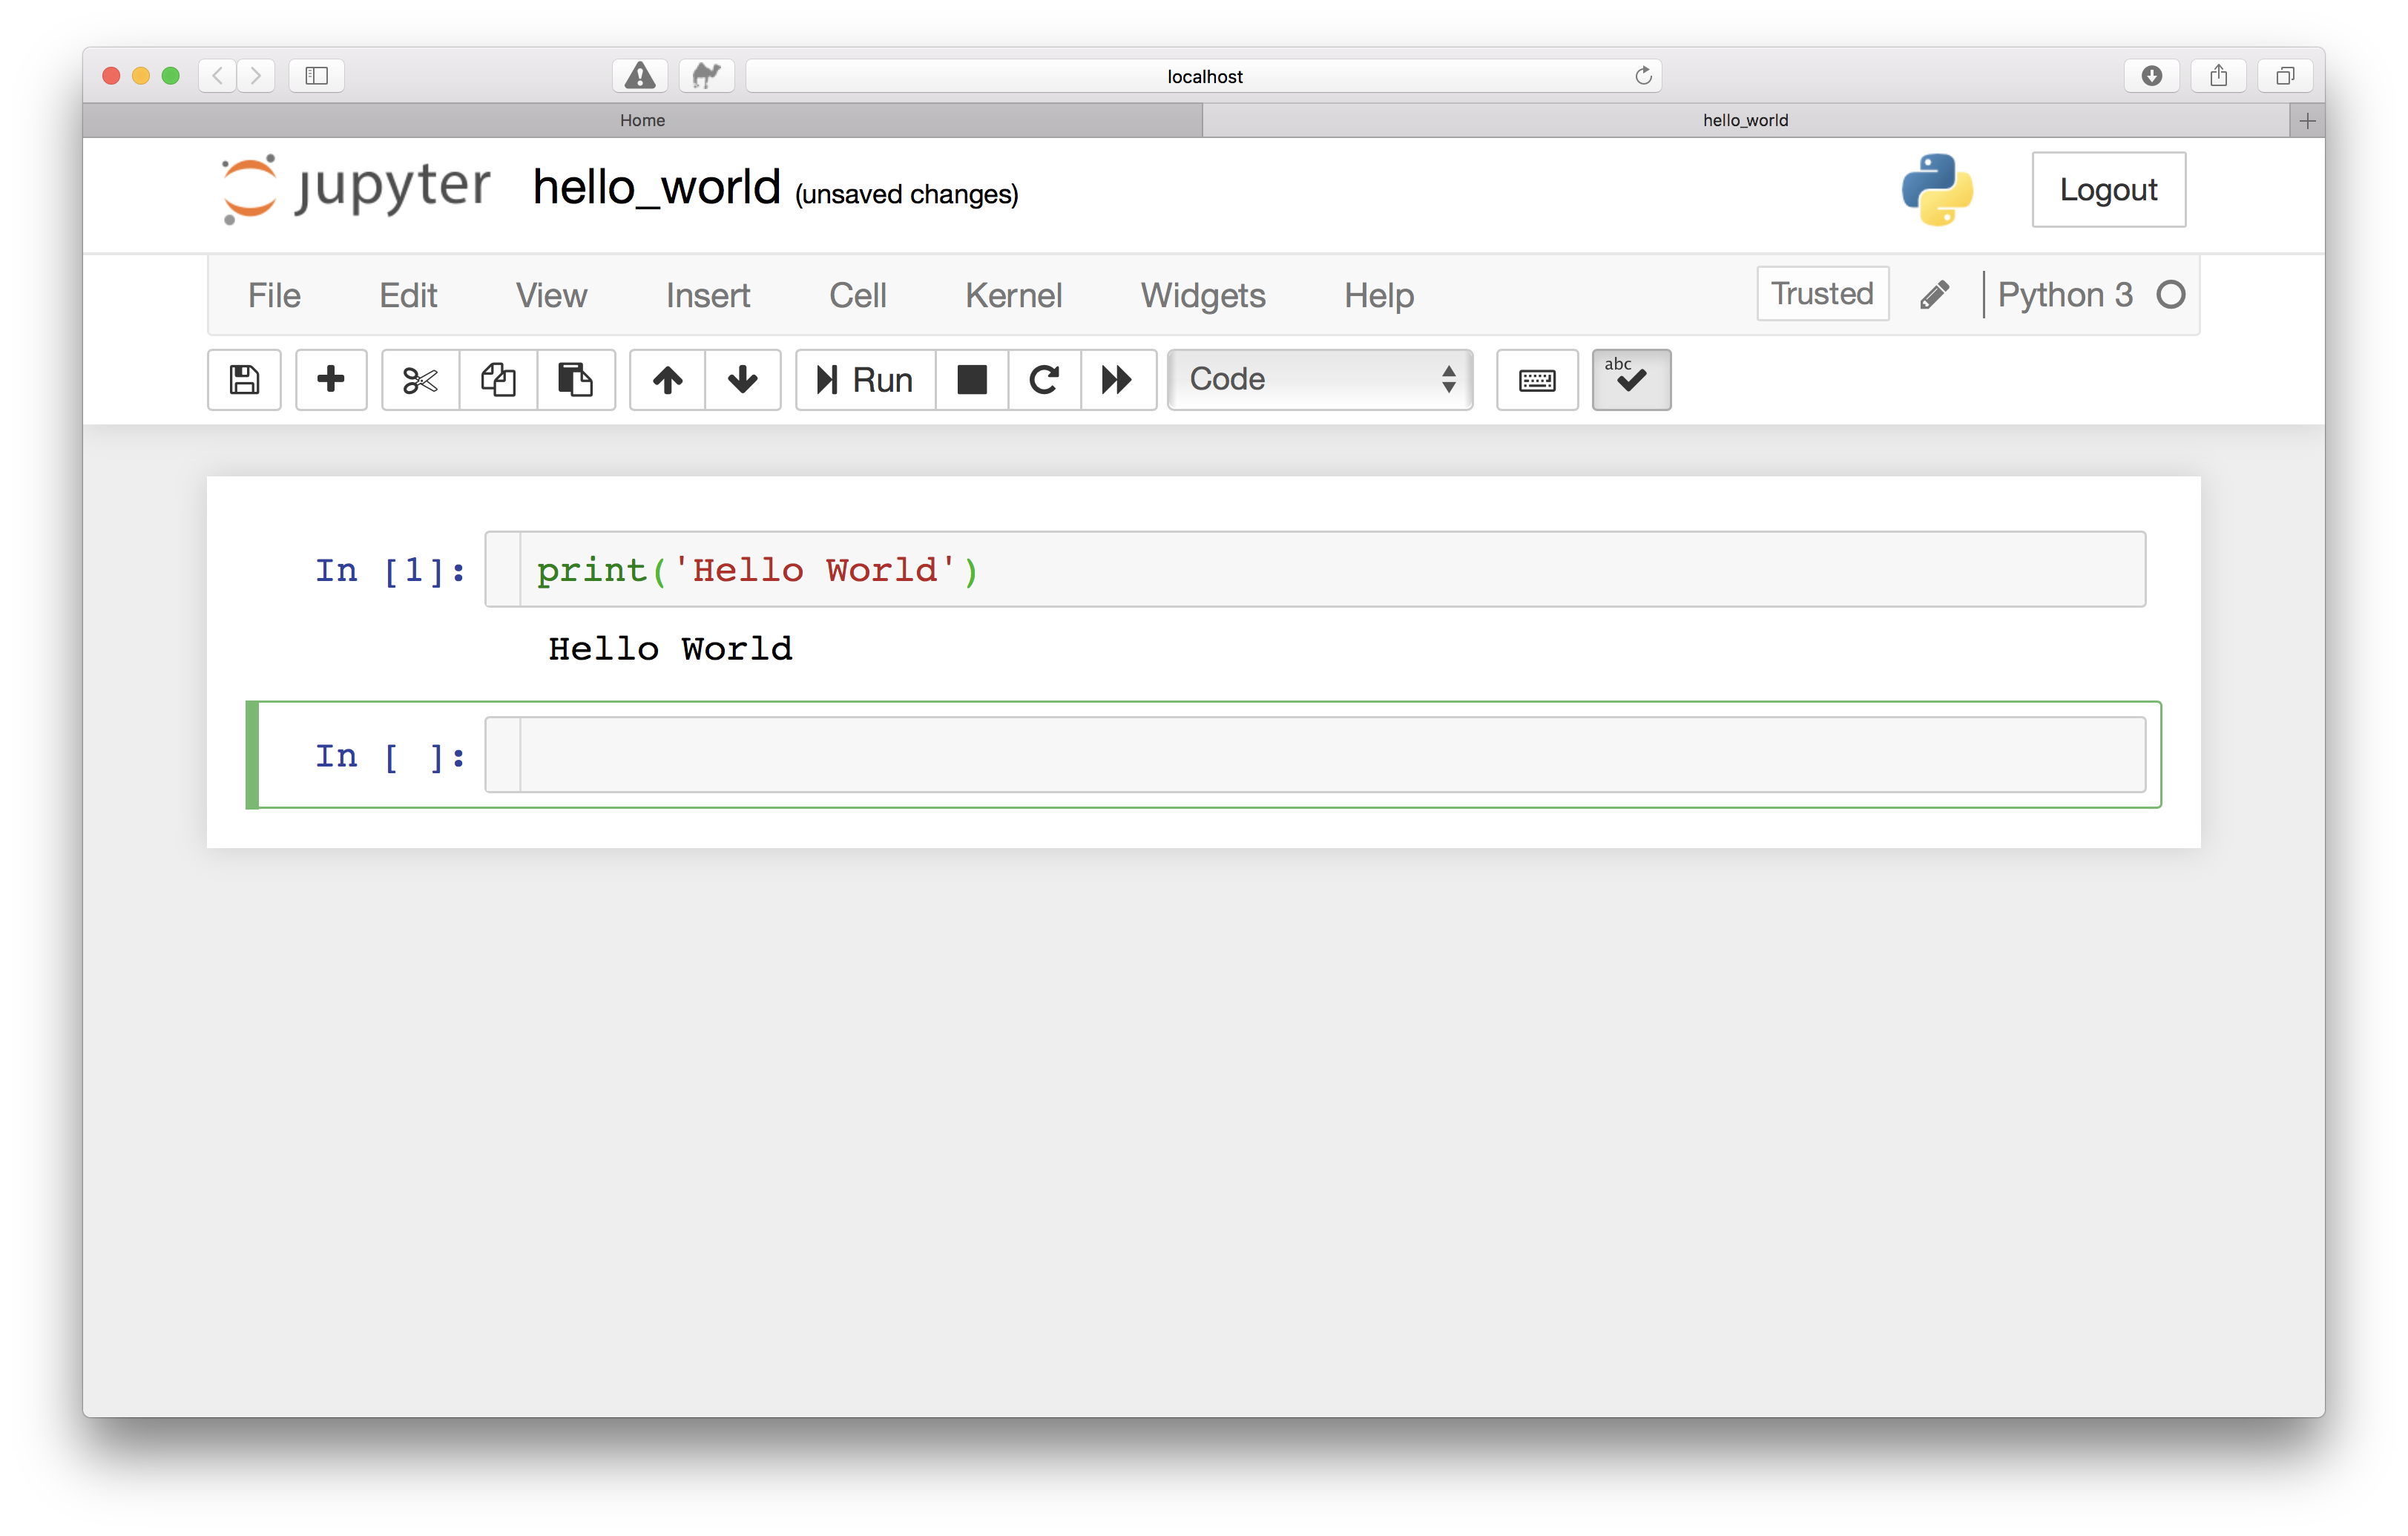 localhost
Home hello_world
jupyter hello_world (unsaved changes) Logout
File Edit View Insert Cell Kernel Widgets Help Trusted Python 3
Run Code abc
In [1]: print('Hello World')
Hello World
In [ ]: